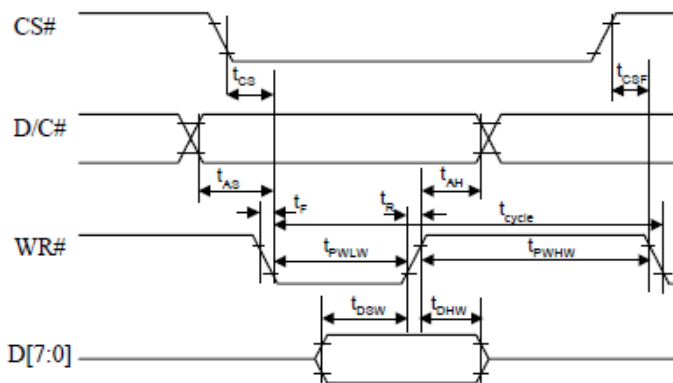 CS#
tCS
tCSF
D/C#
tAS
tAH
tF
tR
tcycle
WR#
tPWLW
tPWHW
tDSW
tDHW
D[7:0]